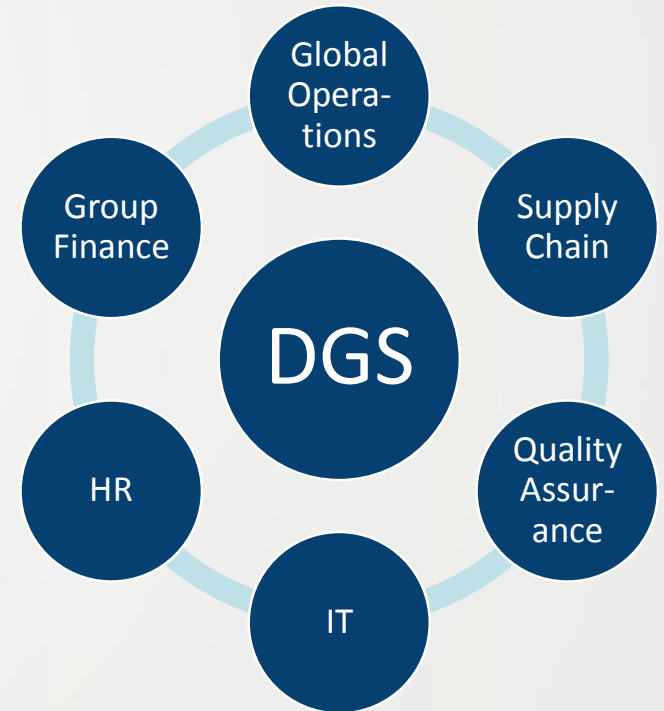 Global
Opera-
tions
Supply
Chain
Quality
Assur-
ance
IT
HR
Group
Finance
DGS